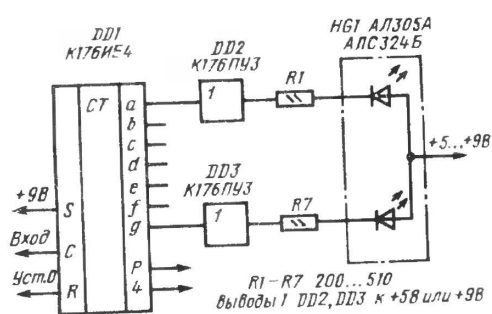 DD1
К176ИЕ4
DD2
К176ПУ3
HG1 АЛ305А
АЛС324Б
CT
a
1
R1
b
c
d
+5...+9В
e
DD3
К176ПУ3
+9В
S
f
g
1
R7
Вход
C
P
Уст.0
R
4
R1-R7 200...510
Выводы 1 DD2, DD3 к +5В или +9В